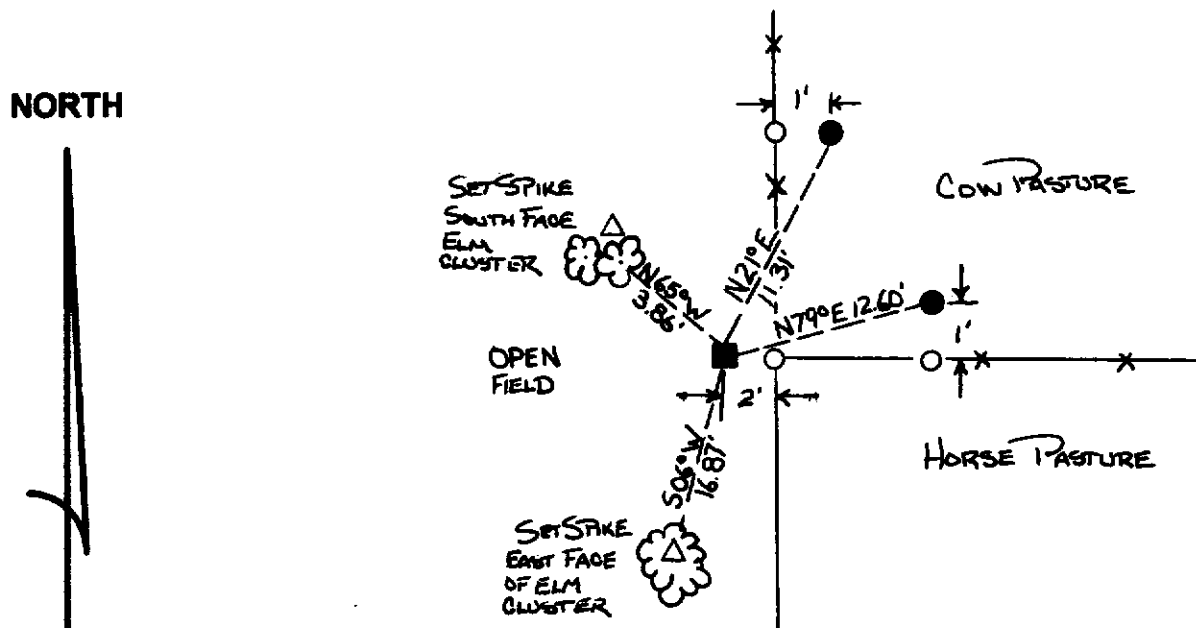 NORTH
1'
SET SPIKE
SOUTH FACE
ELM
CLUSTER
COW PASTURE
N65°W
3.86'
N21°E
11.31'
N79°E 12.60'
1'
OPEN
FIELD
2'
HORSE PASTURE
S06°W
16.87'
SET SPIKE
EAST FACE
OF ELM
CLUSTER